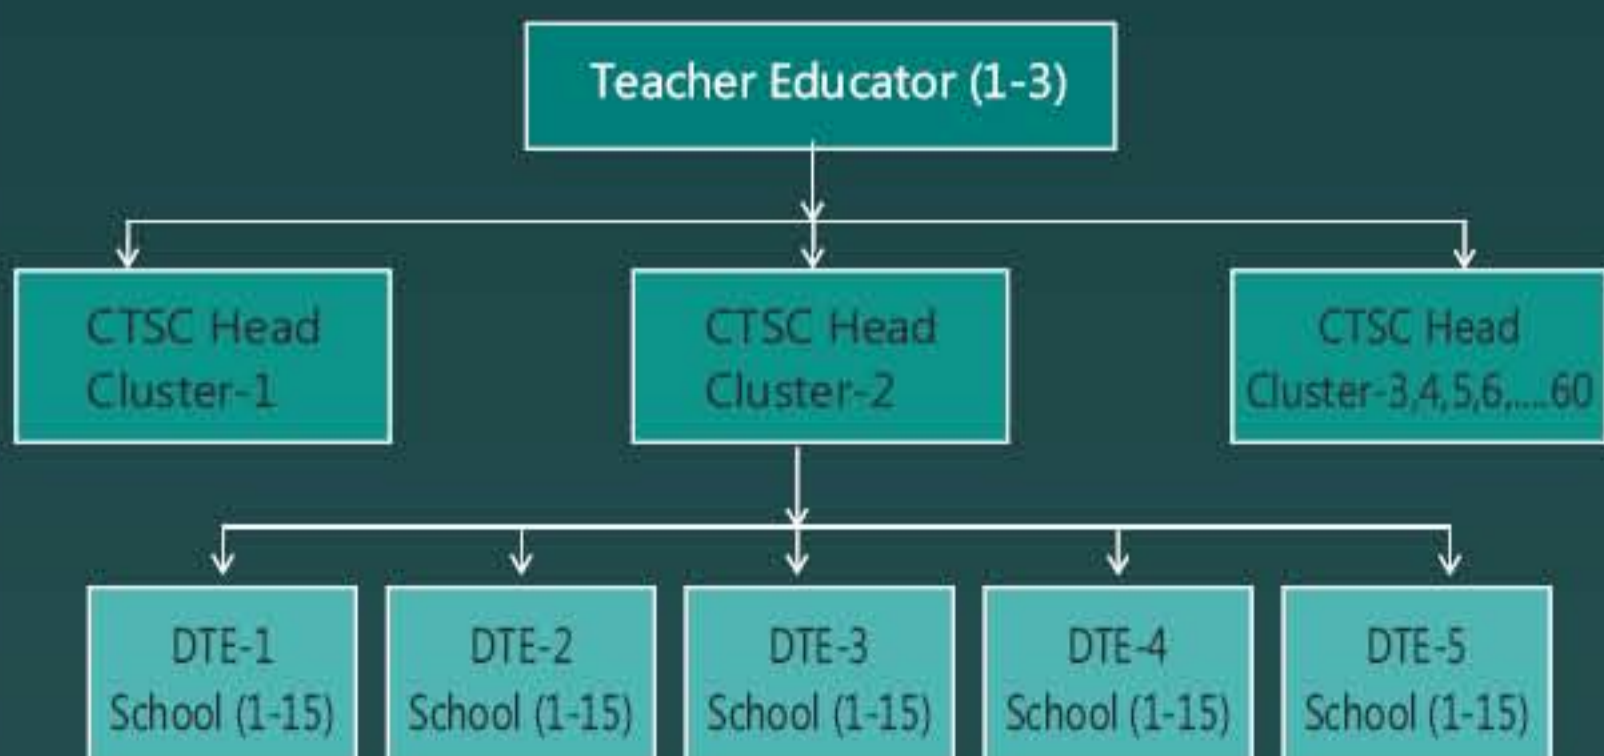 Teacher Educator (1-3)
CTSC Head
Cluster-1
CTSC Head
Cluster-2
CTSC Head
Cluster-3,4,5,6,....60
DTE-1
School (1-15)
DTE-2
School (1-15)
DTE-3
School (1-15)
DTE-4
School (1-15)
DTE-5
School (1-15)